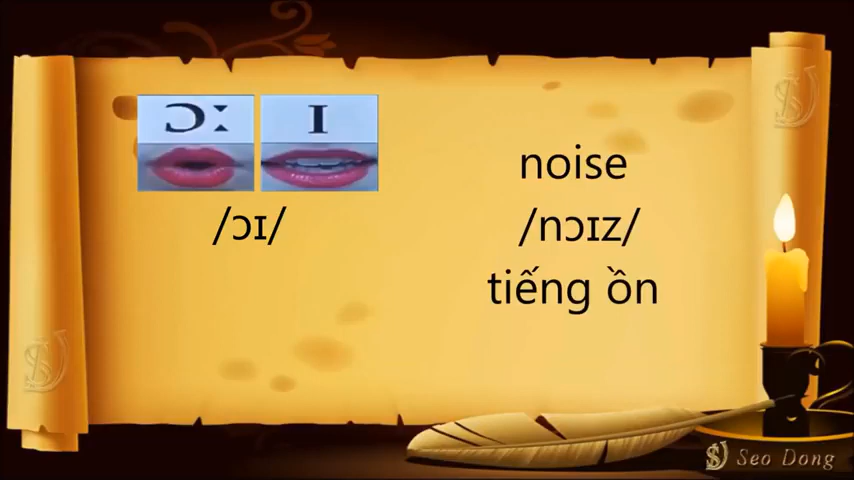 ɔː ɪ
/ɔɪ/
noise
/nɔɪz/
tiếng ồn
Seo Dong